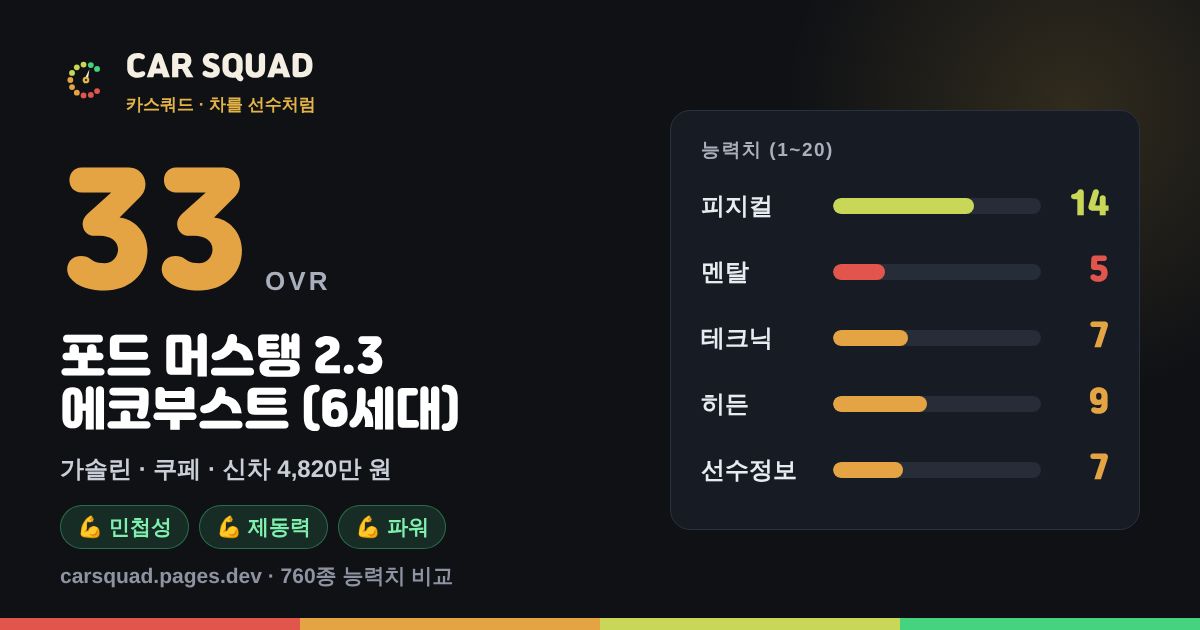 CAR SQUAD
카스쿼드 · 차를 선수처럼
33 OVR
포드 머스탱 2.3
에코부스트 (6세대)
가솔린 · 쿠페 · 신차 4,820만 원
💪 민첩성 💪 제동력 💪 파워
carsquad.pages.dev · 760종 능력치 비교
능력치 (1~20)
피지컬 14
멘탈 5
테크닉 7
히든 9
선수정보 7